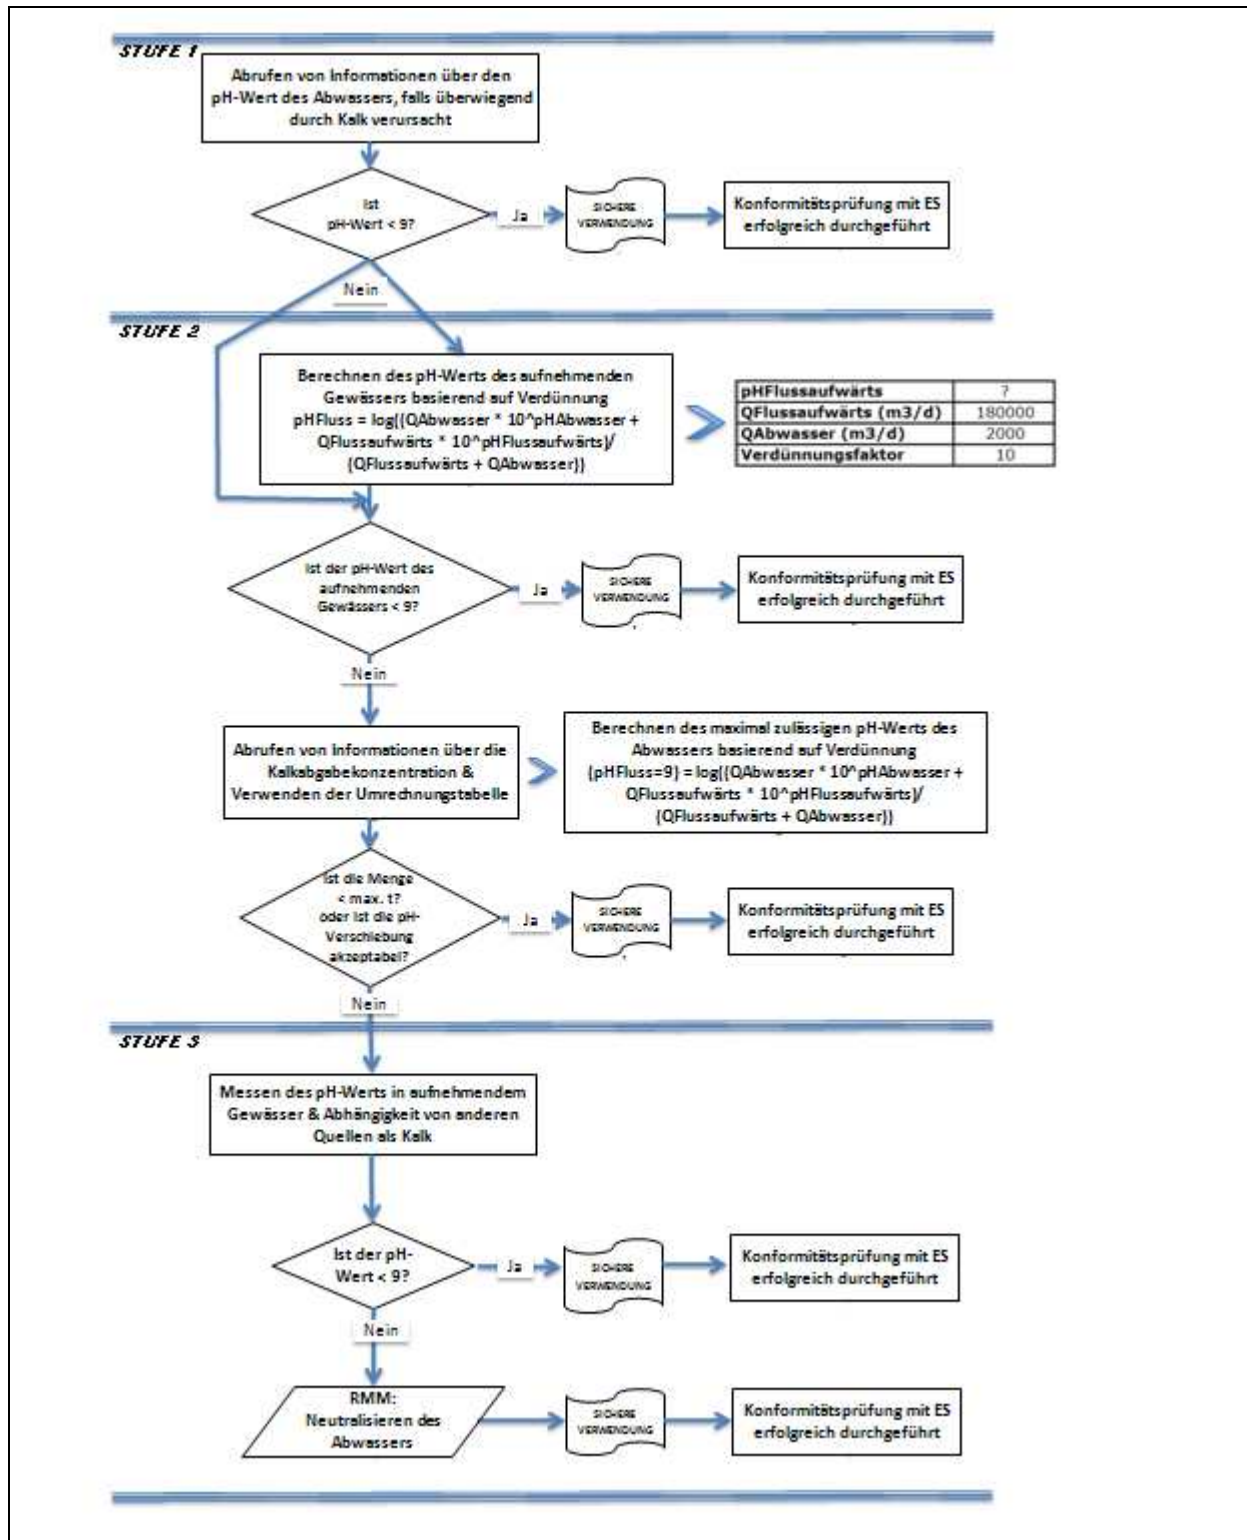 STUFE 1
Abrufen von Informationen über den
pH-Wert des Abwassers, falls überwiegend
durch Kalk verursacht
Ist
pH-Wert < 9?
Ja
SICHERE
VERWENDUNG
Konformitätsprüfung mit ES
erfolgreich durchgeführt
Nein
STUFE 2
Berechnen des pH-Werts des aufnehmenden
Gewässers basierend auf Verdünnung
pHFluss = log((QAbwasser * 10^pHAbwasser +
QFlussaufwärts * 10^pHFlussaufwärts)/
(QFlussaufwärts + QAbwasser))
pHFlussaufwärts ?
QFlussaufwärts (m3/d) 180000
QAbwasser (m3/d) 2000
Verdünnungsfaktor 10
Ist der pH-Wert des
aufnehmenden
Gewässers < 9?
Ja
SICHERE
VERWENDUNG
Konformitätsprüfung mit ES
erfolgreich durchgeführt
Nein
Abrufen von Informationen über die
Kalkabgabekonzentration &
Verwenden der Umrechnungstabelle
Berechnen des maximal zulässigen pH-Werts des
Abwassers basierend auf Verdünnung
(pHFluss=9) = log((QAbwasser * 10^pHAbwasser +
QFlussaufwärts * 10^pHFlussaufwärts)/
(QFlussaufwärts + QAbwasser))
Ist die Menge
< max. t?
oder ist die pH-
Verschiebung
akzeptabel?
Ja
SICHERE
VERWENDUNG
Konformitätsprüfung mit ES
erfolgreich durchgeführt
Nein
STUFE 3
Messen des pH-Werts in aufnehmendem
Gewässer & Abhängigkeit von anderen
Quellen als Kalk
Ist der pH-
Wert < 9?
Ja
SICHERE
VERWENDUNG
Konformitätsprüfung mit ES
erfolgreich durchgeführt
Nein
RMM:
Neutralisieren des
Abwassers
SICHERE
VERWENDUNG
Konformitätsprüfung mit ES
erfolgreich durchgeführt